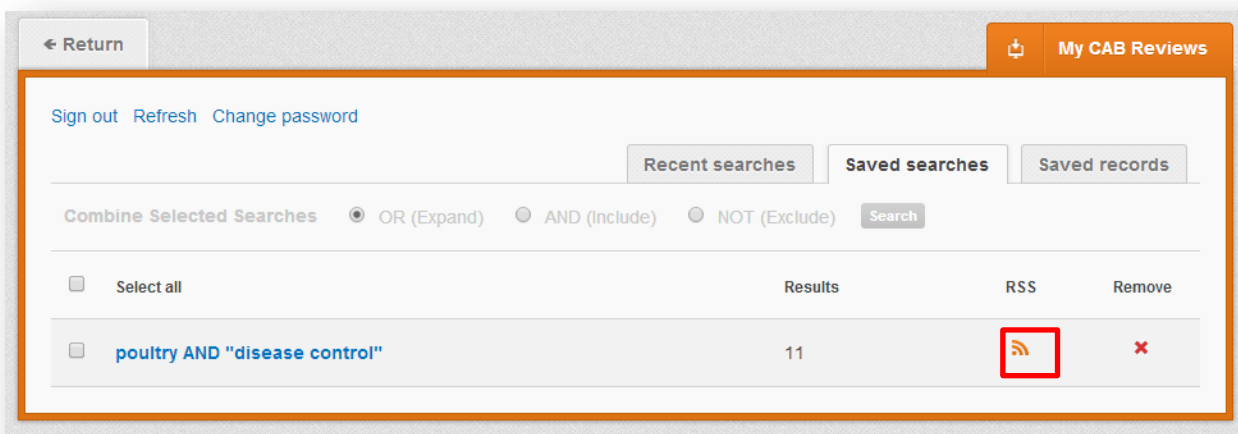 Return
My CAB Reviews
Sign out Refresh Change password
Recent searches Saved searches Saved records
Combine Selected Searches OR (Expand) AND (Include) NOT (Exclude) Search
Select all Results RSS Remove
poultry AND "disease control" 11